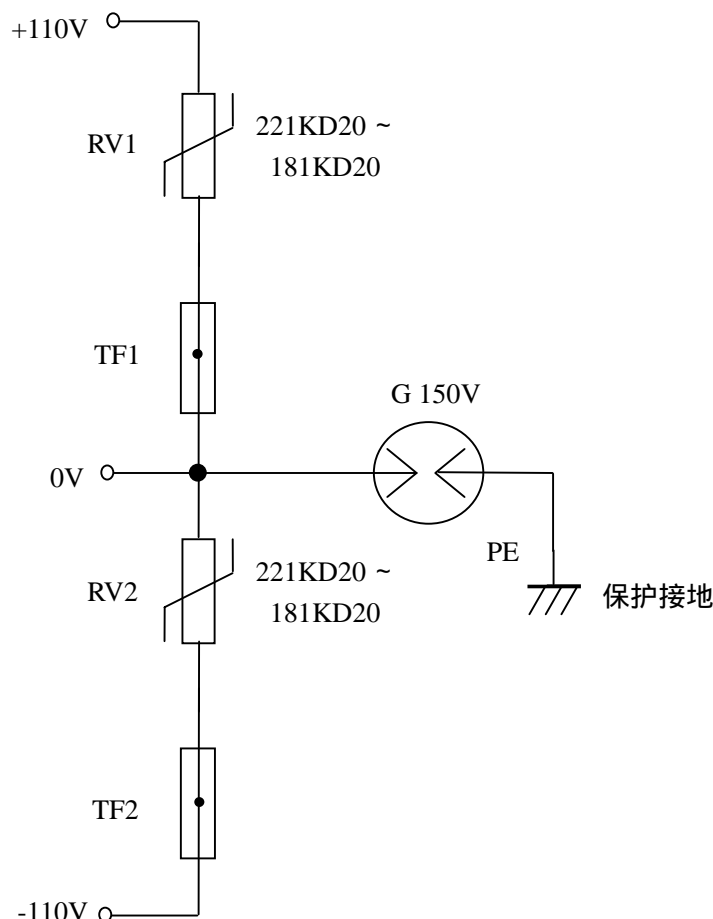 +110V
RV1
221KD20 ~
181KD20
TF1
G 150V
0V
PE
保护接地
RV2
221KD20 ~
181KD20
TF2
-110V